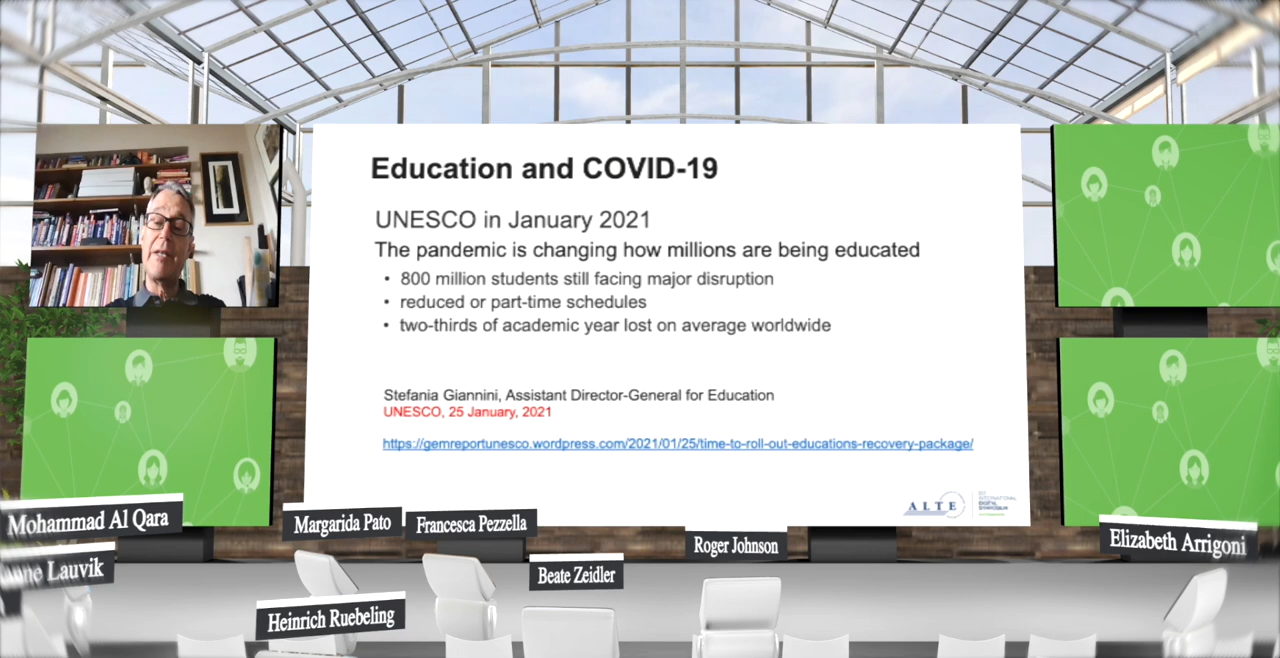 Education and COVID-19
UNESCO in January 2021
The pandemic is changing how millions are being educated
• 800 million students still facing major disruption
• reduced or part-time schedules
• two-thirds of academic year lost on average worldwide
Stefania Giannini, Assistant Director-General for Education
UNESCO, 25 January, 2021
https://gemreportunesco.wordpress.com/2021/01/25/time-to-roll-out-educations-recovery-package/
ALTE
INTERNATIONAL
DIGITAL
SYMPOSIUM
Mohammad Al Qara
Margarida Pato
Francesca Pezzella
Roger Johnson
Elizabeth Arrigoni
Lauvik
Beate Zeidler
Heinrich Ruebeling